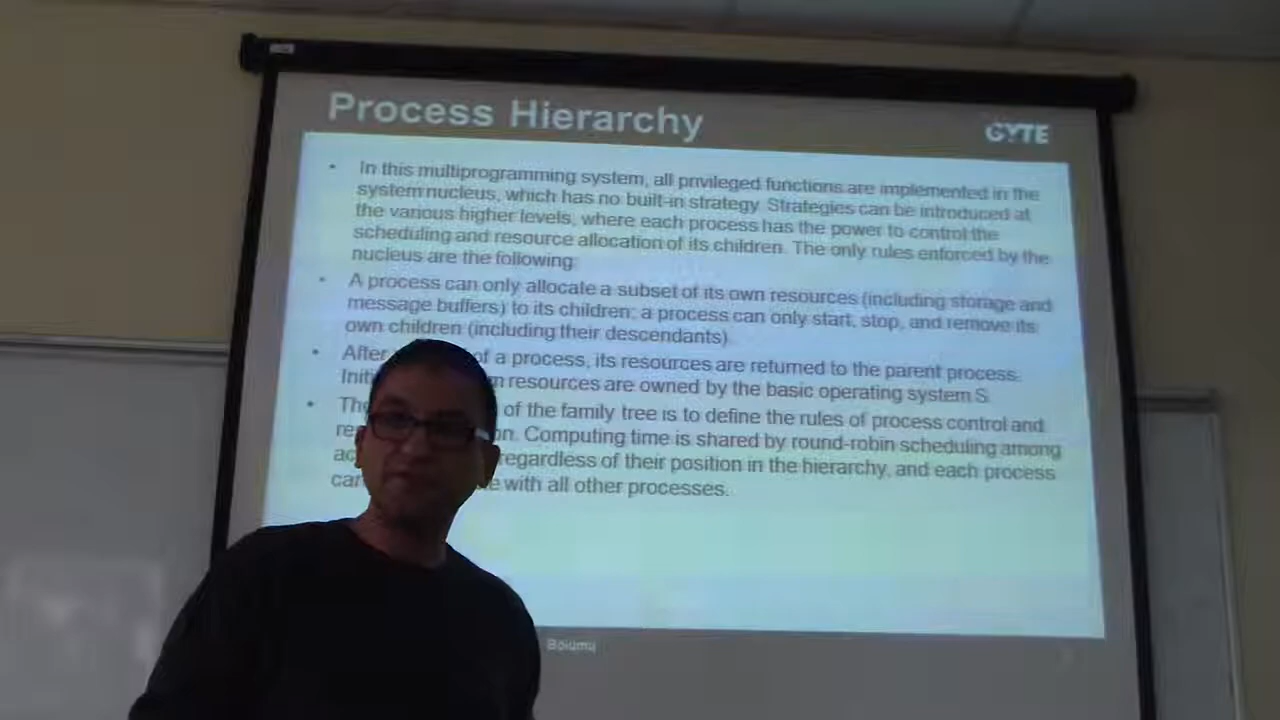 Process Hierarchy
GYTE
• In this multiprogramming system, all privileged functions are implemented in the
system nucleus, which has no built-in strategy. Strategies can be introduced at
the various higher levels, where each process has the power to control the
scheduling and resource allocation of its children. The only rules enforced by the
nucleus are the following:
• A process can only allocate a subset of its own resources (including storage and
message buffers) to its children; a process can only start, stop, and remove its
own children (including their descendants).
• After of a process, its resources are returned to the parent process.
resources are owned by the basic operating system S.
• of the family tree is to define the rules of process control and
Computing time is shared by round-robin scheduling among
regardless of their position in the hierarchy, and each process
with all other processes.
Bölümü